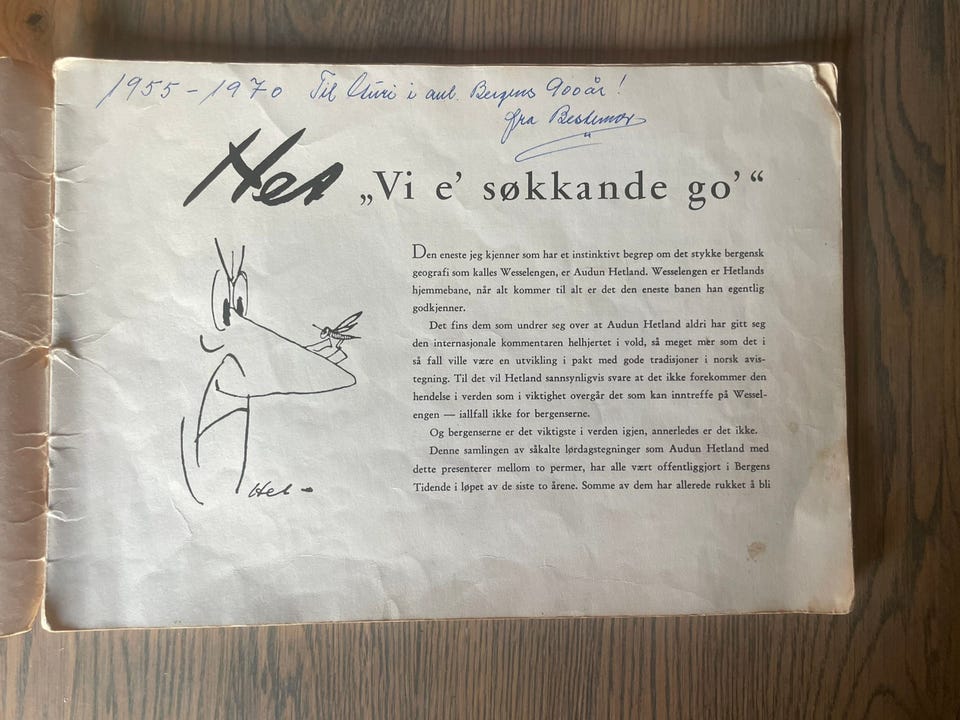 1955 – 1970 Til Turi i anl. Bergens 900 år!
fra Bestemor
Het „Vi e’ søkkande go’“
Den eneste jeg kjenner som har et instinktivt begrep om det stykke bergensk
geografi som kalles Wesselengen, er Audun Hetland. Wesselengen er Hetlands
hjemmebane, når alt kommer til alt er det den eneste banen han egentlig
godkjenner.
Det fins dem som undrer seg over at Audun Hetland aldri har gitt seg
den internasjonale kommentaren helhjertet i vold, så meget mer som det i
så fall ville være en utvikling i pakt med gode tradisjoner i norsk avis-
tegning. Til det vil Hetland sannsynligvis svare at det ikke forekommer den
hendelse i verden som i viktighet overgår det som kan inntreffe på Wessel-
engen — iallfall ikke for bergenserne.
Og bergenserne er det viktigste i verden igjen, annerledes er det ikke.
Denne samlingen av såkalte lørdagstegninger som Audun Hetland med
dette presenterer mellom to permer, har alle vært offentliggjort i Bergens
Tidende i løpet av de siste to årene. Somme av dem har allerede rukket å bli
Het –